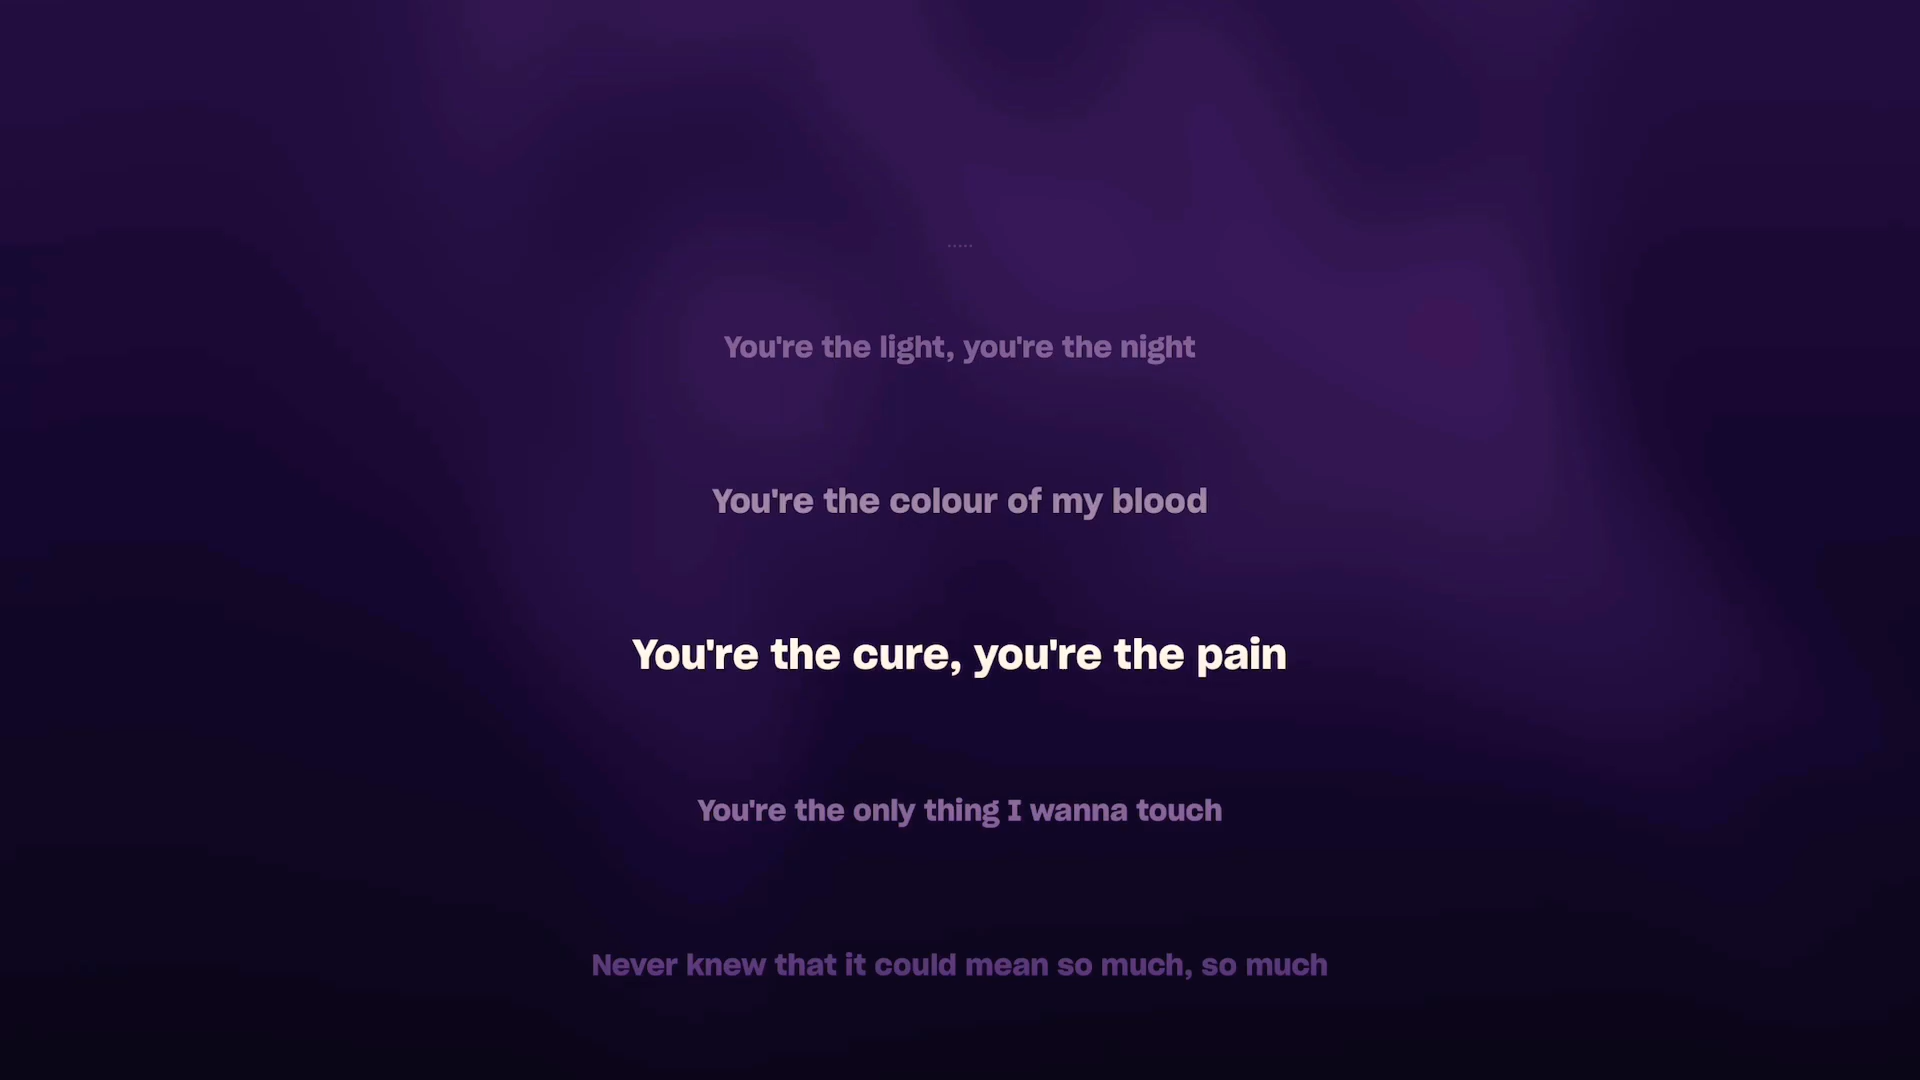 .....
You're the light, you're the night
You're the colour of my blood
You're the cure, you're the pain
You're the only thing I wanna touch
Never knew that it could mean so much, so much